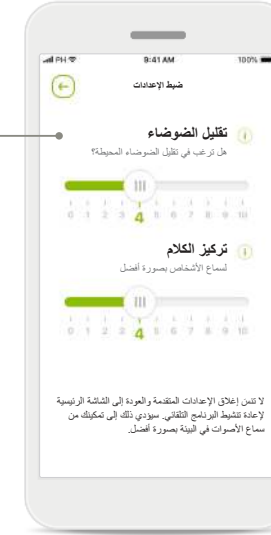 PH 9:41 AM 100%
ضبط الإعدادات
تقليل الضوضاء
هل ترغب في تقليل الضوضاء المحيطة؟
0 1 2 3 4 5 6 7 8 9 10
تركيز الكلام
لسماع الأشخاص بصورة أفضل
0 1 2 3 4 5 6 7 8 9 10
لا تنس إغلاق الإعدادات المتقدمة والعودة إلى الشاشة الرئيسية
لإعادة تنشيط البرنامج التلقائي. سيؤدي ذلك إلى تمكينك من
سماع الأصوات في البيئة بصورة أفضل.